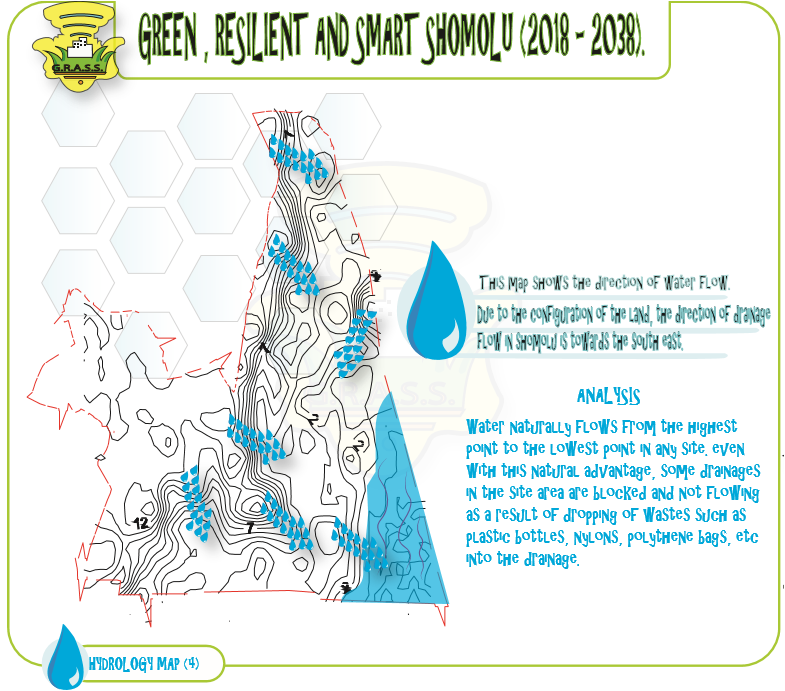 GREEN , RESILIENT AND SMART SHOMOLU (2018 - 2038).
G.R.A.S.S.
This map shows the direction of water flow.
Due to the configuration of the land, the direction of drainage
flow in shomolu is towards the south east.
ANALYSIS
Water naturally flows from the highest
point to the lowest point in any site. even
with this natural advantage, some drainages
in the site area are blocked and not flowing
as a result of dropping of wastes such as
plastic bottles, nylons, polythene bags, etc
into the drainage.
G.R.A.S.S.
2
2
12
7
HYDROLOGY MAP (4)